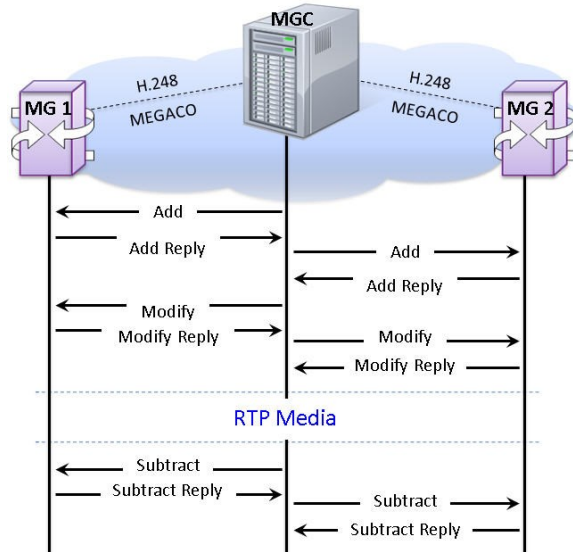 MGC
H.248
H.248
MG 1
MEGACO
MEGACO
MG 2
Add
Add Reply
Add
Add Reply
Modify
Modify Reply
Modify
Modify Reply
RTP Media
Subtract
Subtract Reply
Subtract
Subtract Reply